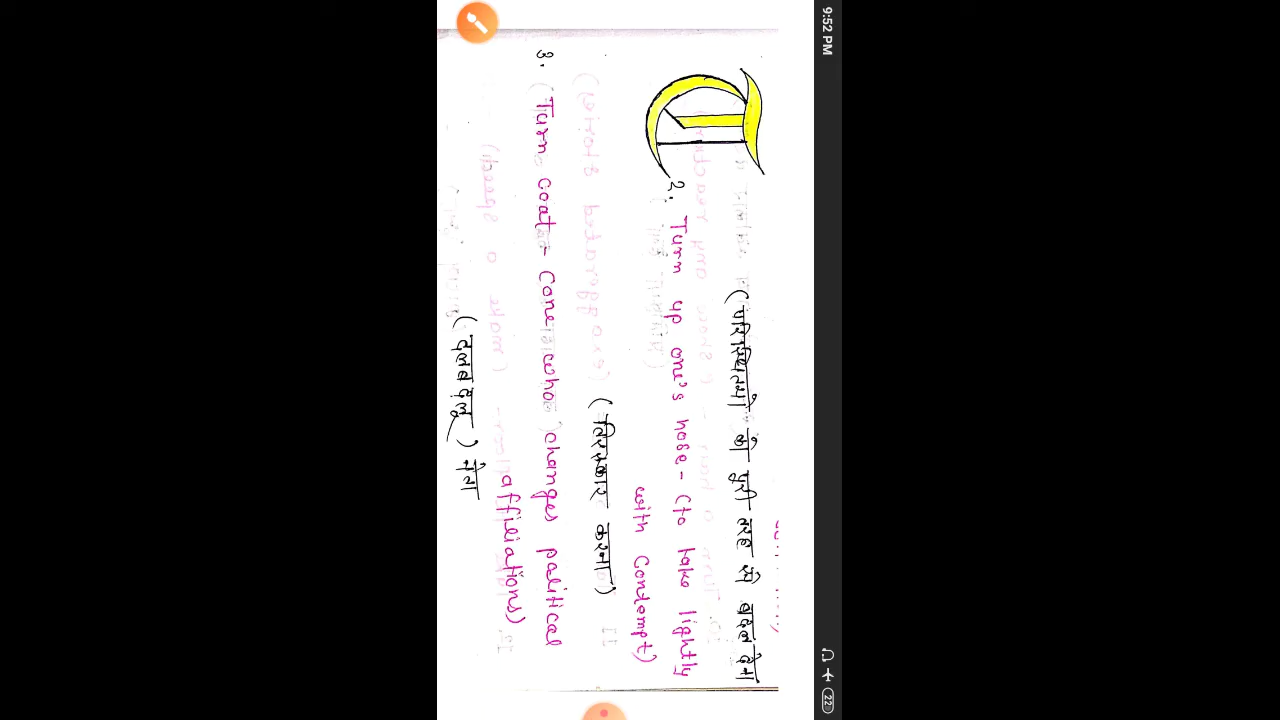 9:52 PM
22
(परिस्थितियो को पुरी तरह से बदल देना
T
2. Turn up one's nose - (to take lightly
with Contempt)
(तिरस्कार करना)
3. (Turn coat - (one who changes political
affiliations)
(दलबदलु) नेता